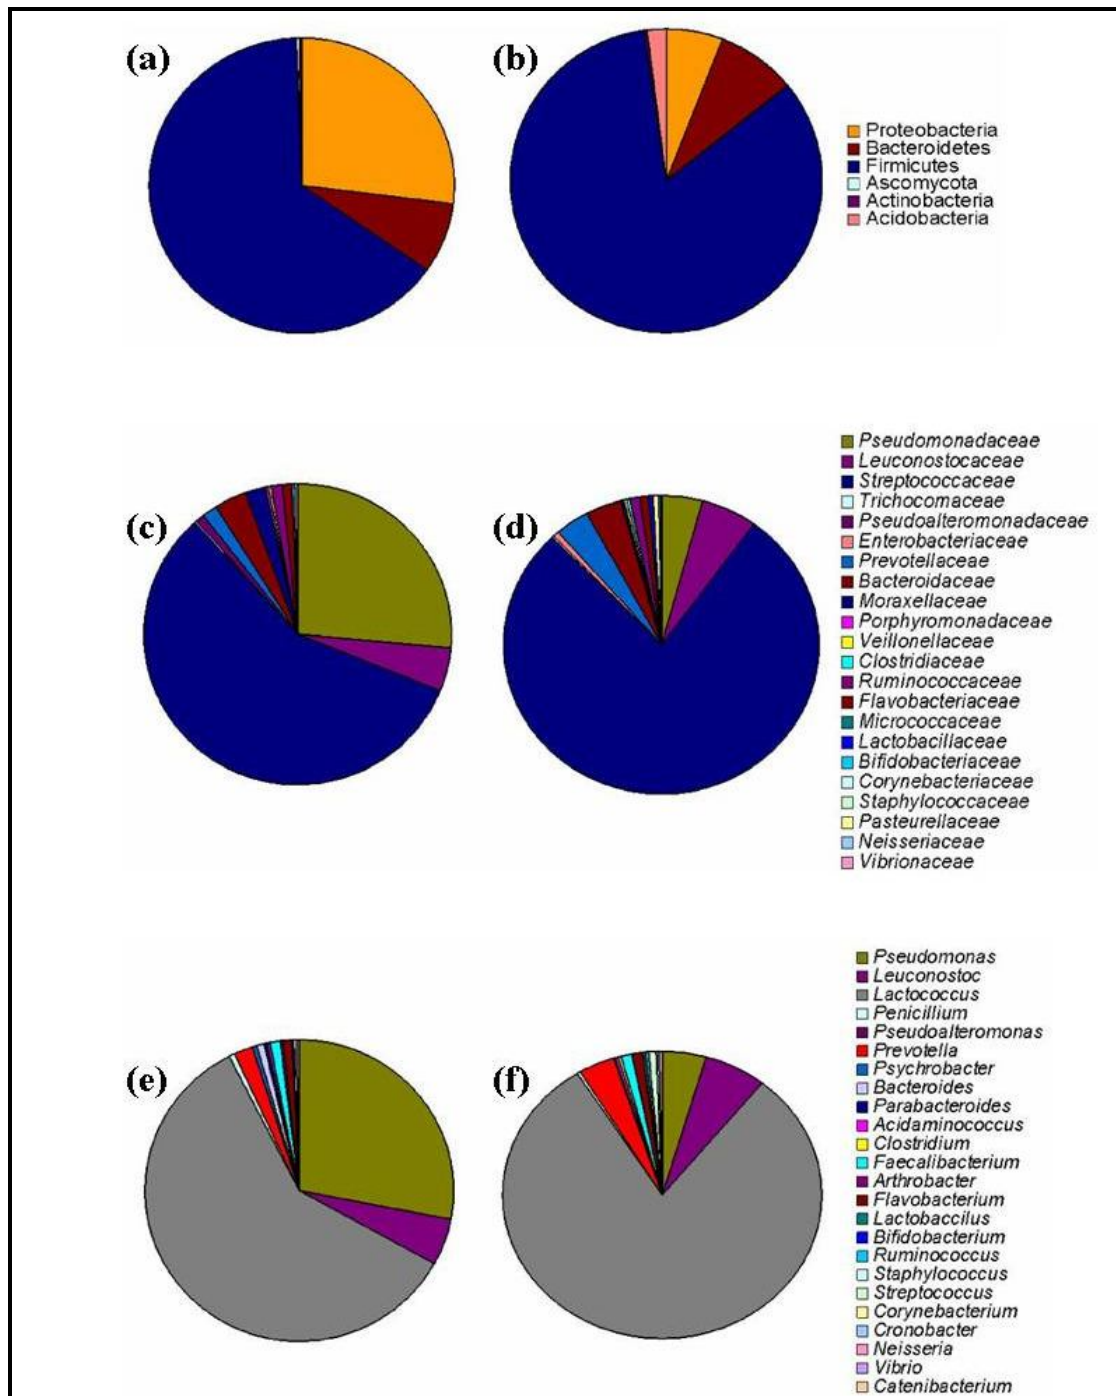 (a)
(b)
Proteobacteria
Bacteroidetes
Firmicutes
Ascomycota
Actinobacteria
Acidobacteria
(c)
(d)
Pseudomonadaceae
Leuconostocaceae
Streptococcaceae
Trichocomaceae
Pseudoalteromonadaceae
Enterobacteriaceae
Prevotellaceae
Bacteroidaceae
Moraxellaceae
Porphyromonadaceae
Veillonellaceae
Clostridiaceae
Ruminococcaceae
Flavobacteriaceae
Micrococcaceae
Lactobacillaceae
Bifidobacteriaceae
Corynebacteriaceae
Staphylococcaceae
Pasteurellaceae
Neisseriaceae
Vibrionaceae
(e)
(f)
Pseudomonas
Leuconostoc
Lactococcus
Penicillium
Pseudoalteromonas
Prevotella
Psychrobacter
Bacteroides
Parabacteroides
Acidaminococcus
Clostridium
Faecalibacterium
Arthrobacter
Flavobacterium
Lactobaccilus
Bifidobacterium
Ruminococcus
Staphylococcus
Streptococcus
Corynebacterium
Cronobacter
Neisseria
Vibrio
Catenibacterium